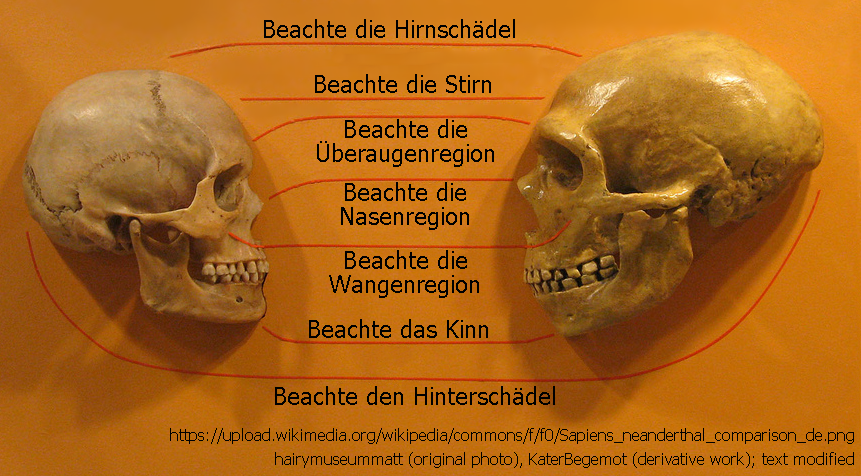 Beachte die Hirnschädel
Beachte die Stirn
Beachte die
Überaugenregion
Beachte die
Nasenregion
Beachte die
Wangenregion
Beachte das Kinn
Beachte den Hinterschädel
https://upload.wikimedia.org/wikipedia/commons/f/f0/Sapiens_neanderthal_comparison_de.png
hairymuseummatt (original photo), KaterBegemot (derivative work); text modified